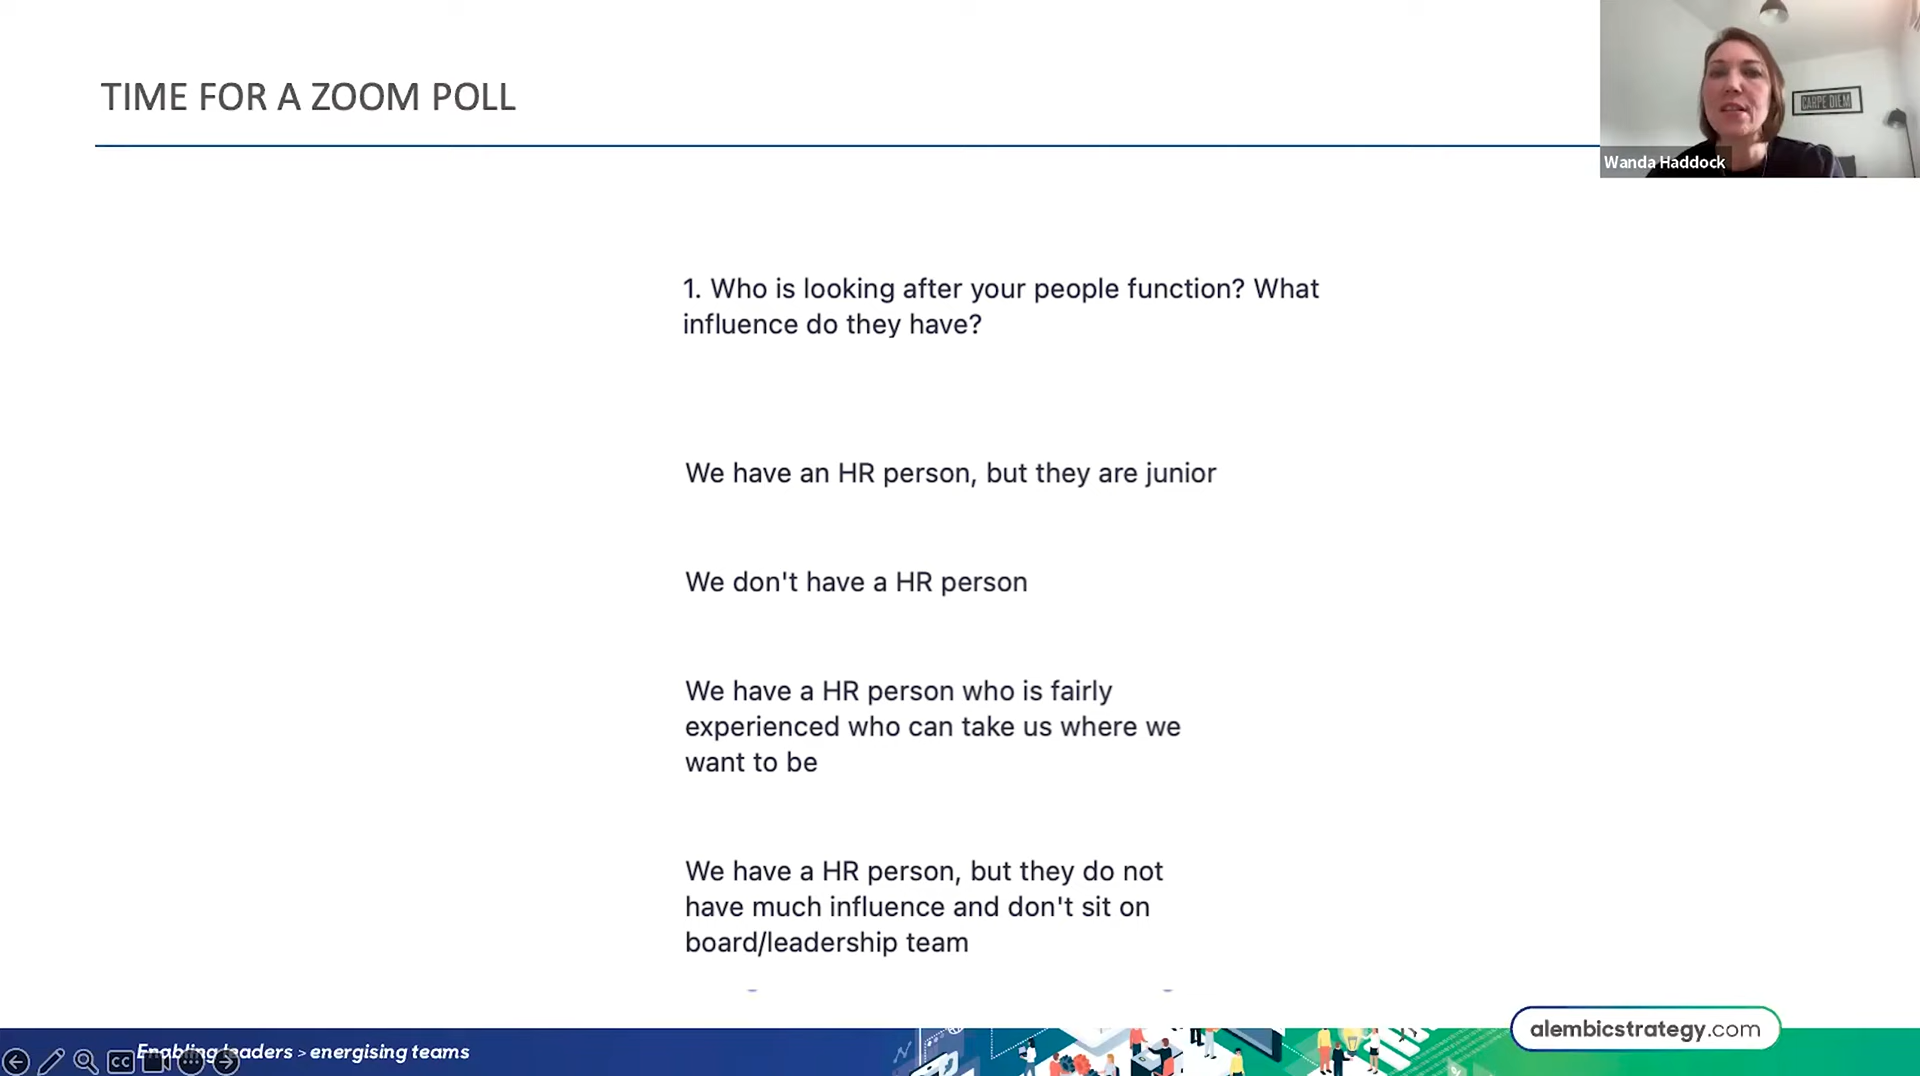 TIME FOR A ZOOM POLL
CARPE DIEM
Wanda Haddock
1. Who is looking after your people function? What
influence do they have?
We have an HR person, but they are junior
We don't have a HR person
We have a HR person who is fairly
experienced who can take us where we
want to be
We have a HR person, but they do not
have much influence and don't sit on
board/leadership team
alembicstrategy.com
Enabling leaders > energising teams
CC